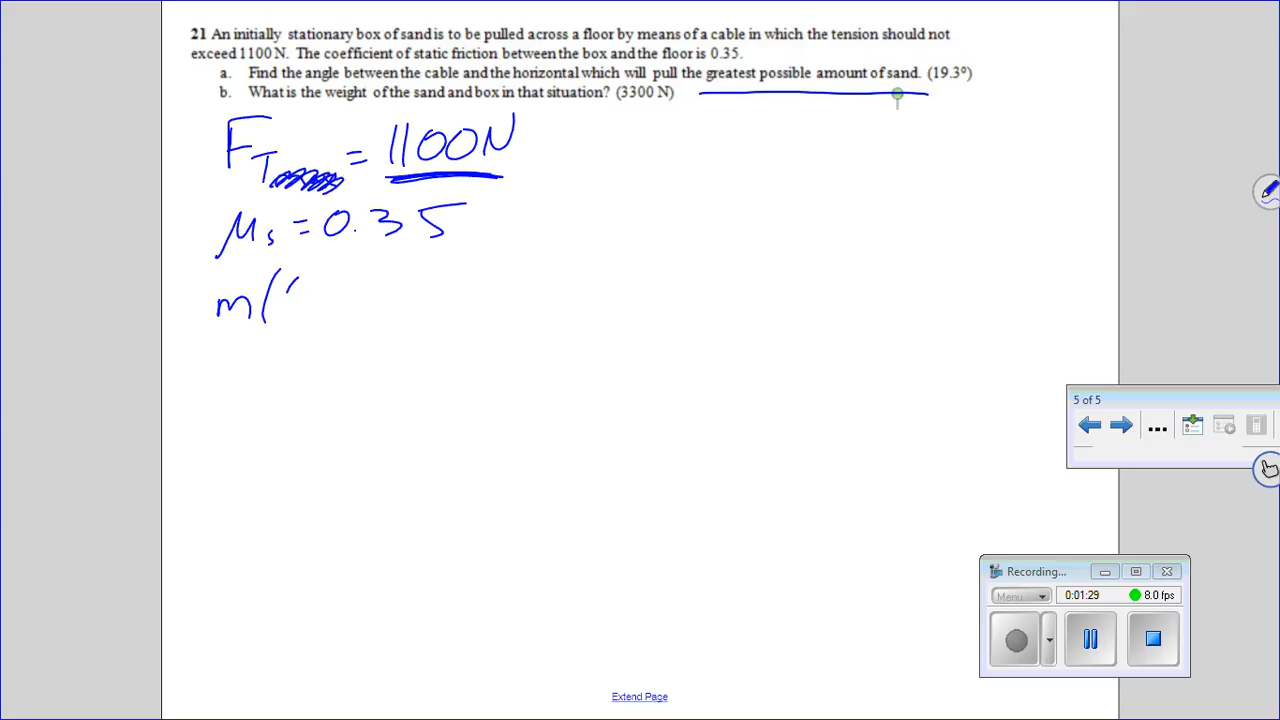 21 An initially stationary box of sand is to be pulled across a floor by means of a cable in which the tension should not
exceed 1100 N. The coefficient of static friction between the box and the floor is 0.35.
a. Find the angle between the cable and the horizontal which will pull the greatest possible amount of sand. (19.3º)
b. What is the weight of the sand and box in that situation? (3300 N)
F_T = 1100N
μ_s = 0.35
m(
5 of 5
...
Recording...
Menu
0:01:29
8.0 fps
Extend Page